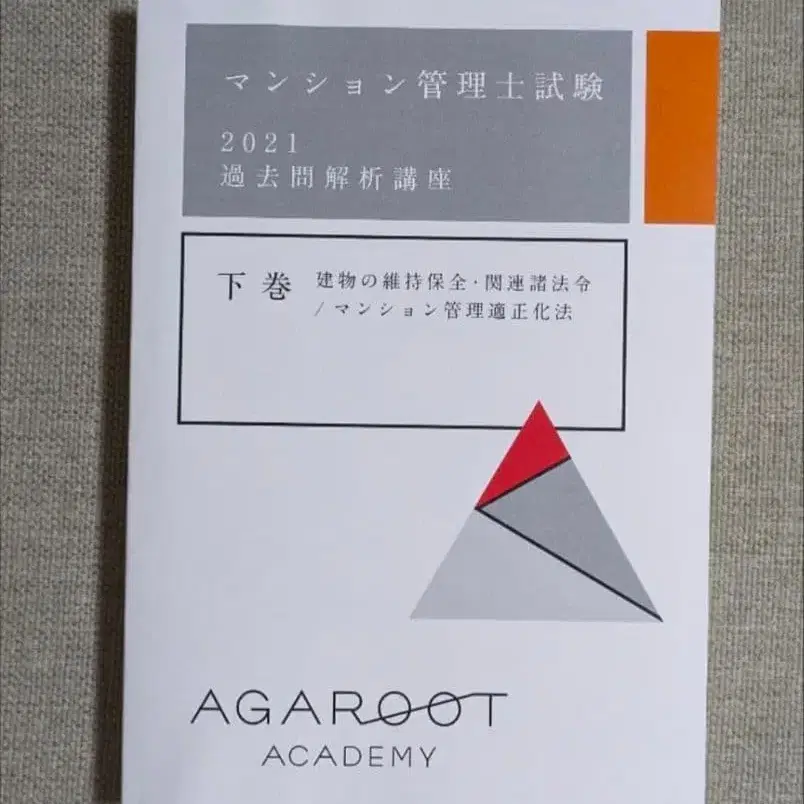 マンション管理士試験
2021
過去問解析講座
下巻 建物の維持保全・関連諸法令
/ マンション管理適正化法
AGAROOT
ACADEMY